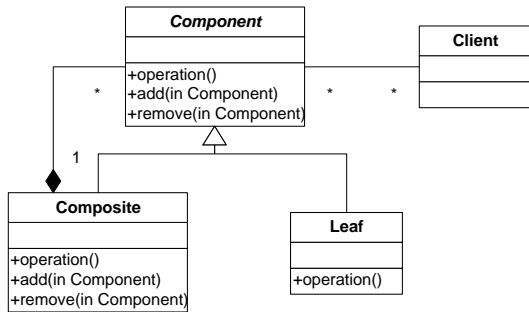 Component
+operation()
+add(in Component)
+remove(in Component)
Client
*
*
*
1
Composite
+operation()
+add(in Component)
+remove(in Component)
Leaf
+operation()